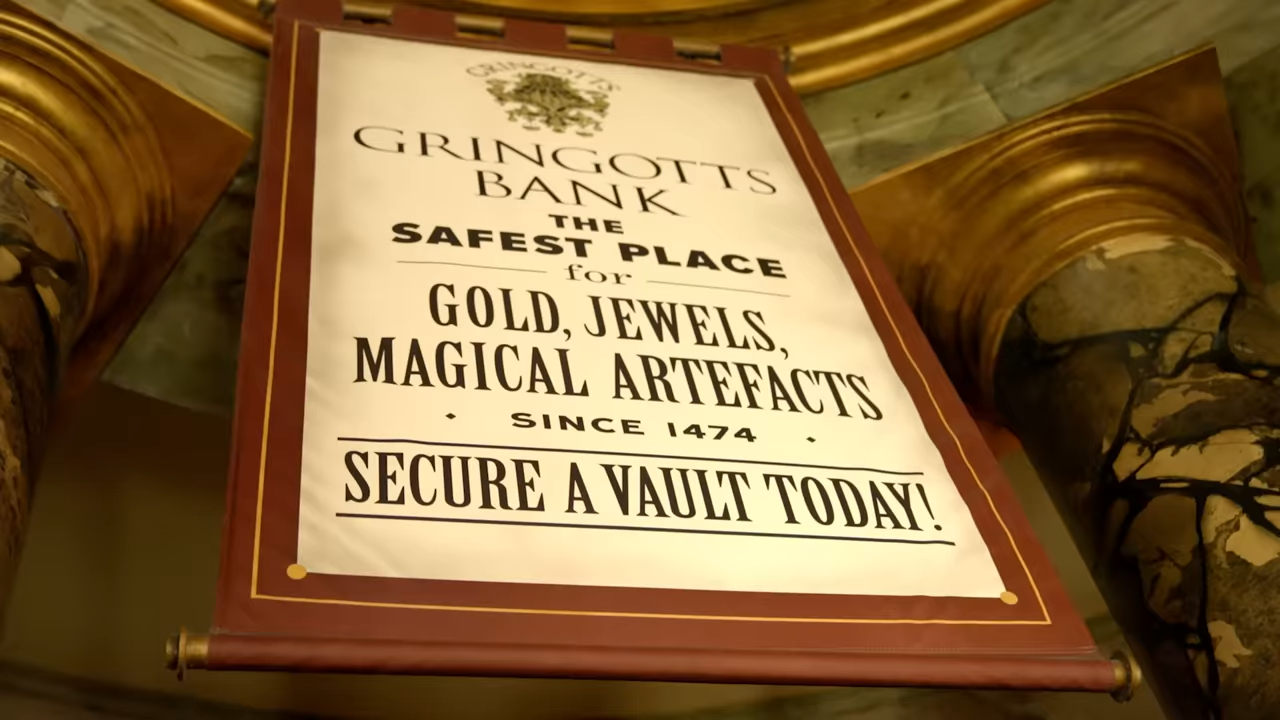 GRINGOTTS
GRINGOTTS
BANK
THE
SAFEST PLACE
for
GOLD, JEWELS,
MAGICAL ARTEFACTS
SINCE 1474
SECURE A VAULT TODAY!